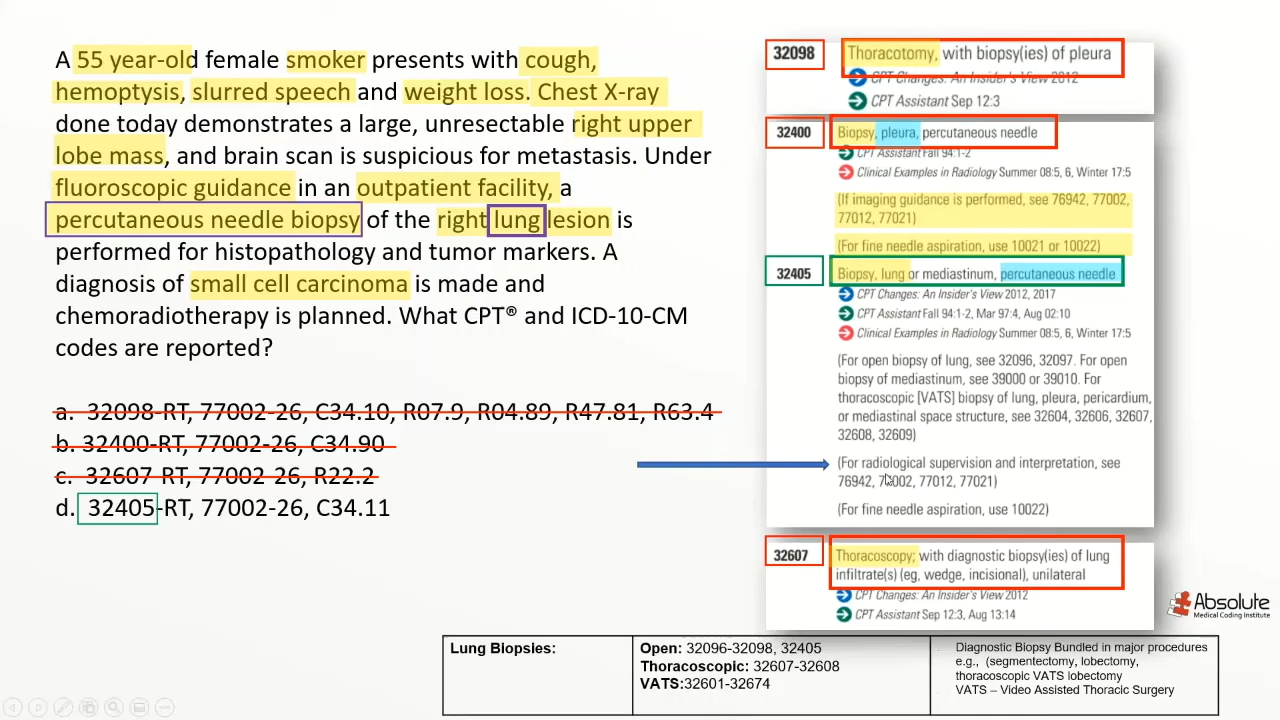 A 55 year-old female smoker presents with cough,
hemoptysis, slurred speech and weight loss. Chest X-ray
done today demonstrates a large, unresectable right upper
lobe mass, and brain scan is suspicious for metastasis. Under
fluoroscopic guidance in an outpatient facility, a
percutaneous needle biopsy of the right lung lesion is
performed for histopathology and tumor markers. A
diagnosis of small cell carcinoma is made and
chemoradiotherapy is planned. What CPT® and ICD-10-CM
codes are reported?
a. 32098-RT, 77002-26, C34.10, R07.9, R04.89, R47.81, R63.4
b. 32400-RT, 77002-26, C34.90
c. 32607-RT, 77002-26, R22.2
d. 32405-RT, 77002-26, C34.11
32098 Thoracotomy, with biopsy(ies) of pleura
CPT Changes: An Insider's View 2012
CPT Assistant Sep 12:3
32400 Biopsy, pleura, percutaneous needle
CPT Assistant Fall 94:1-2
Clinical Examples in Radiology Summer 08:5, 6, Winter 17:5
(If imaging guidance is performed, see 76942, 77002,
77012, 77021)
(For fine needle aspiration, use 10021 or 10022)
32405 Biopsy, lung or mediastinum, percutaneous needle
CPT Changes: An Insider's View 2012, 2017
CPT Assistant Fall 94:1-2, Mar 97:4, Aug 02:10
Clinical Examples in Radiology Summer 08:5, 6, Winter 17:5
(For open biopsy of lung, see 32096, 32097. For open
biopsy of mediastinum, see 39000 or 39010. For
thoracoscopic [VATS] biopsy of lung, pleura, pericardium,
or mediastinal space structure, see 32604, 32606, 32607,
32608, 32609)
(For radiological supervision and interpretation, see
76942, 77002, 77012, 77021)
(For fine needle aspiration, use 10022)
32607 Thoracoscopy; with diagnostic biopsy(ies) of lung
infiltrate(s) (eg, wedge, incisional), unilateral
CPT Changes: An Insider's View 2012
CPT Assistant Sep 12:3, Aug 13:14
Absolute
Medical Coding Institute
Lung Biopsies:
Open: 32096-32098, 32405
Thoracoscopic: 32607-32608
VATS:32601-32674
Diagnostic Biopsy Bundled in major procedures
e.g., (segmentectomy, lobectomy,
thoracoscopic VATS lobectomy
VATS – Video Assisted Thoracic Surgery